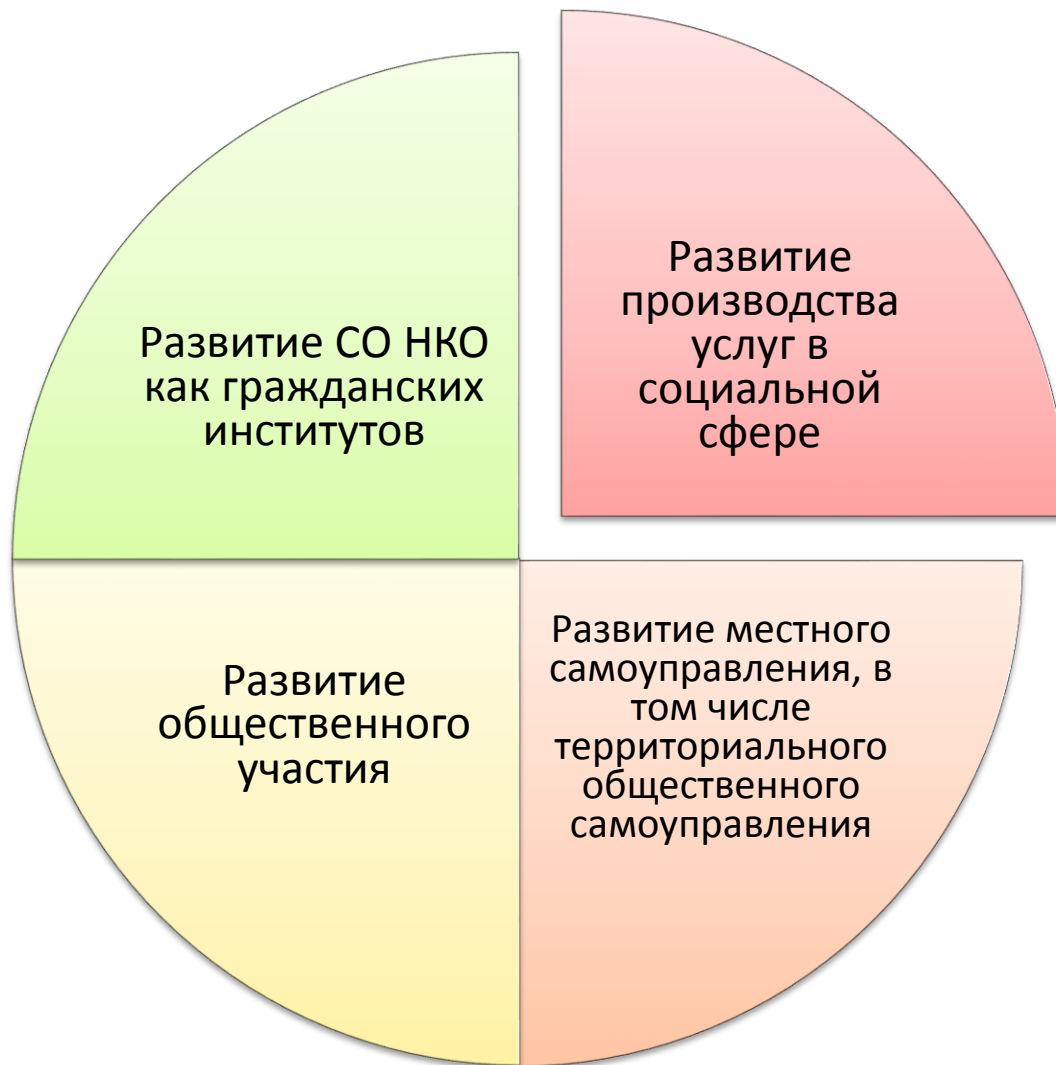 Развитие СО НКО
как гражданских
институтов
Развитие
производства
услуг в
социальной
сфере
Развитие
общественного
участия
Развитие местного
самоуправления, в
том числе
территориального
общественного
самоуправления